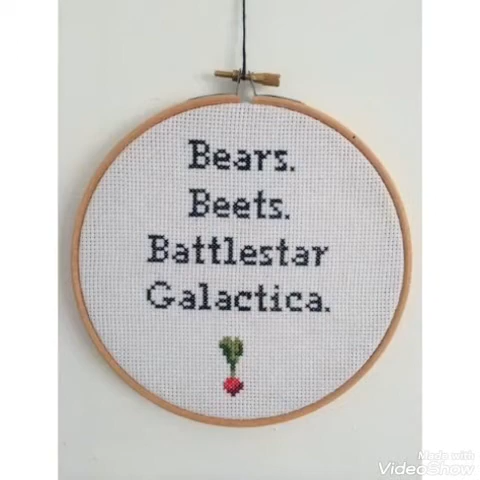 Bears.
Beets.
Battlestar
Galactica.
Made with
VideoShow